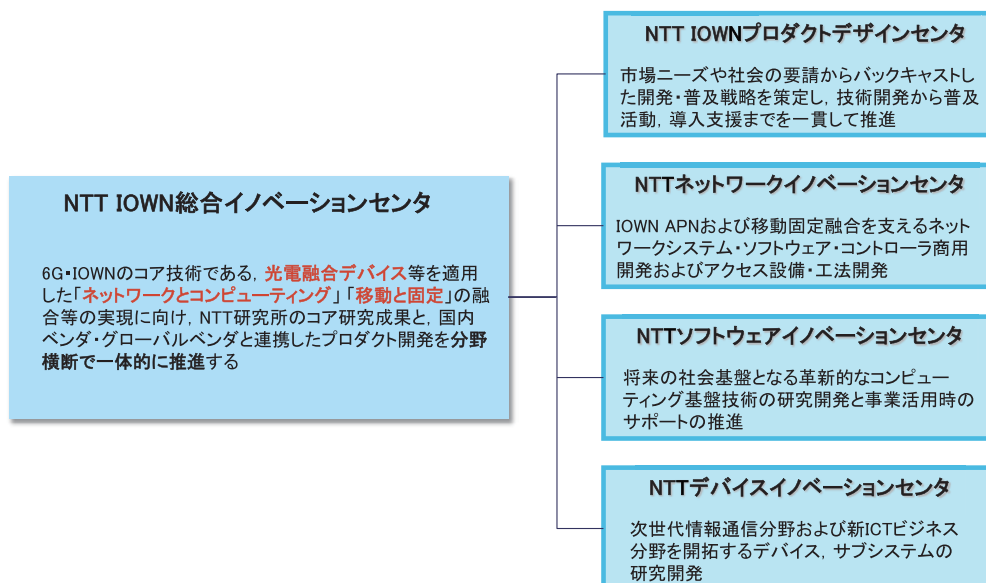 NTT IOWN総合イノベーションセンタ
6G・IOWNのコア技術である，光電融合デバイス等を適用
した「ネットワークとコンピューティング」「移動と固定」の融
合等の実現に向け，NTT研究所のコア研究成果と，国内
ベンダ・グローバルベンダと連携したプロダクト開発を分野
横断で一体的に推進する
NTT IOWNプロダクトデザインセンタ
市場ニーズや社会の要請からバックキャストし
た開発・普及戦略を策定し，技術開発から普及
活動，導入支援までを一貫して推進
NTTネットワークイノベーションセンタ
IOWN APNおよび移動固定融合を支えるネット
ワークシステム・ソフトウェア・コントローラ商用
開発およびアクセス設備・工法開発
NTTソフトウェアイノベーションセンタ
将来の社会基盤となる革新的なコンピュー
ティング基盤技術の研究開発と事業活用時の
サポートの推進
NTTデバイスイノベーションセンタ
次世代情報通信分野および新ICTビジネス
分野を開拓するデバイス，サブシステムの
研究開発